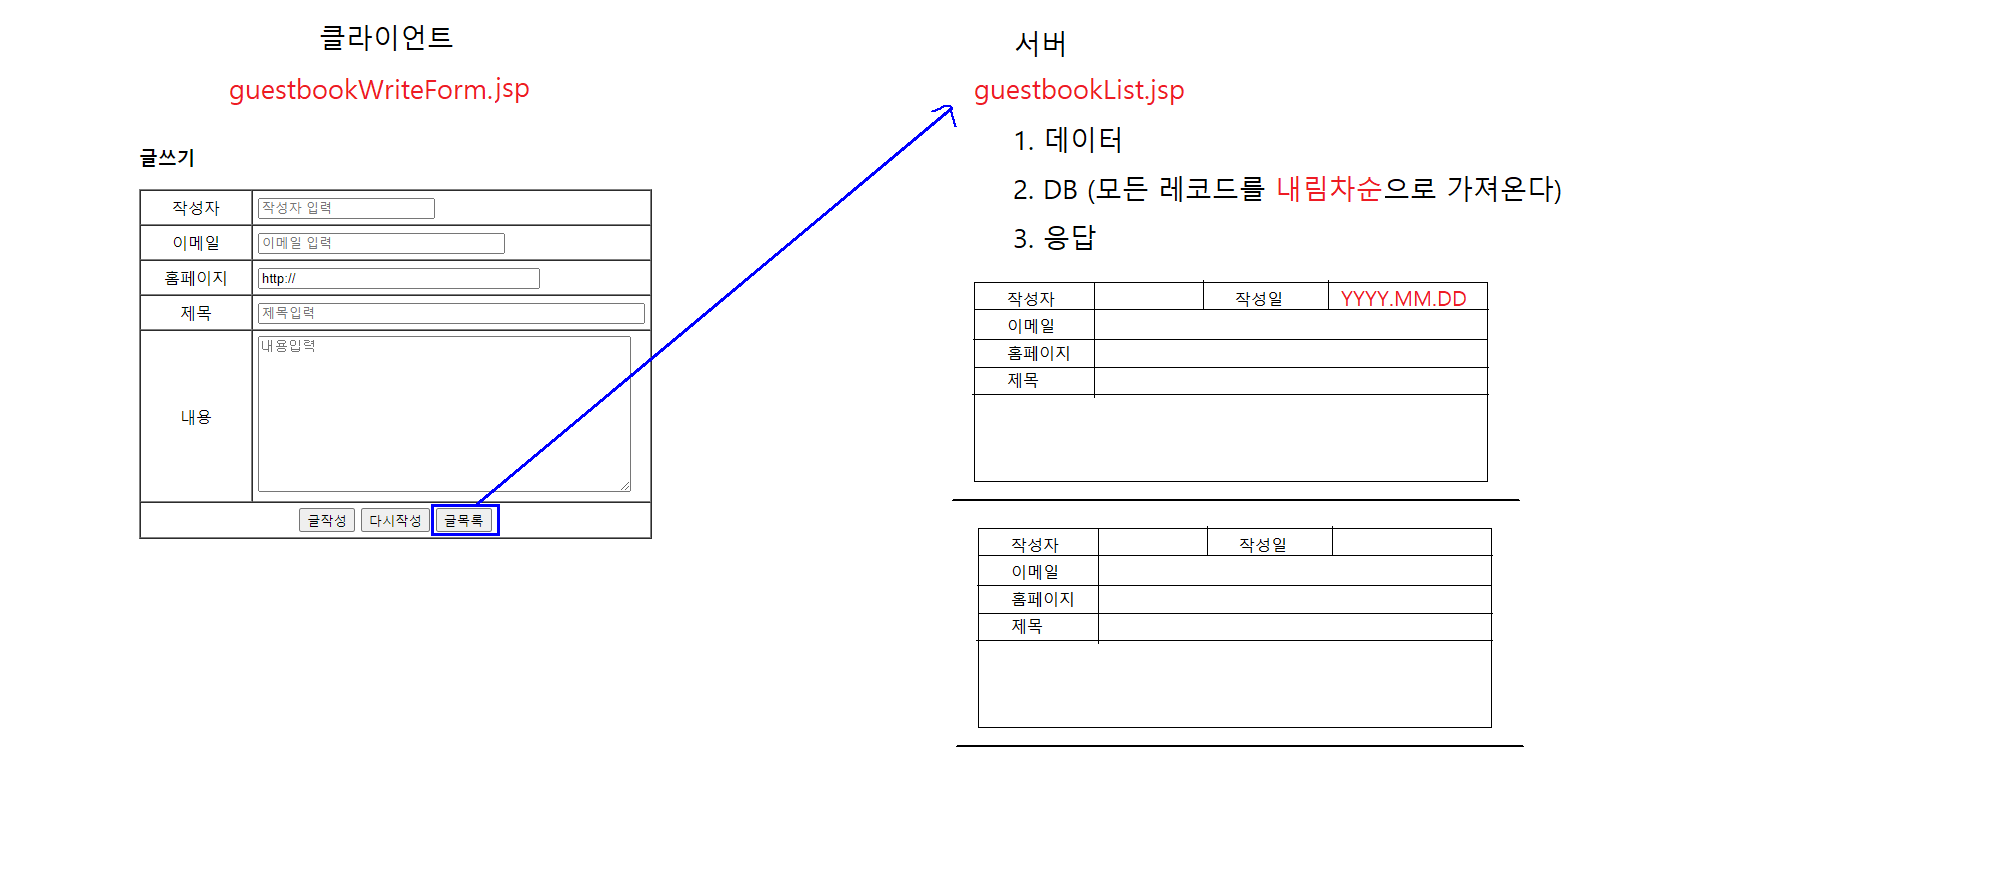 클라이언트
guestbookWriteForm.jsp
글쓰기
작성자 작성자 입력
이메일 이메일 입력
홈페이지 http://
제목 제목입력
내용 내용입력
글작성 다시작성 글목록
서버
guestbookList.jsp
1. 데이터
2. DB (모든 레코드를 내림차순으로 가져온다)
3. 응답
작성자 작성일 YYYY.MM.DD
이메일
홈페이지
제목
작성자 작성일
이메일
홈페이지
제목